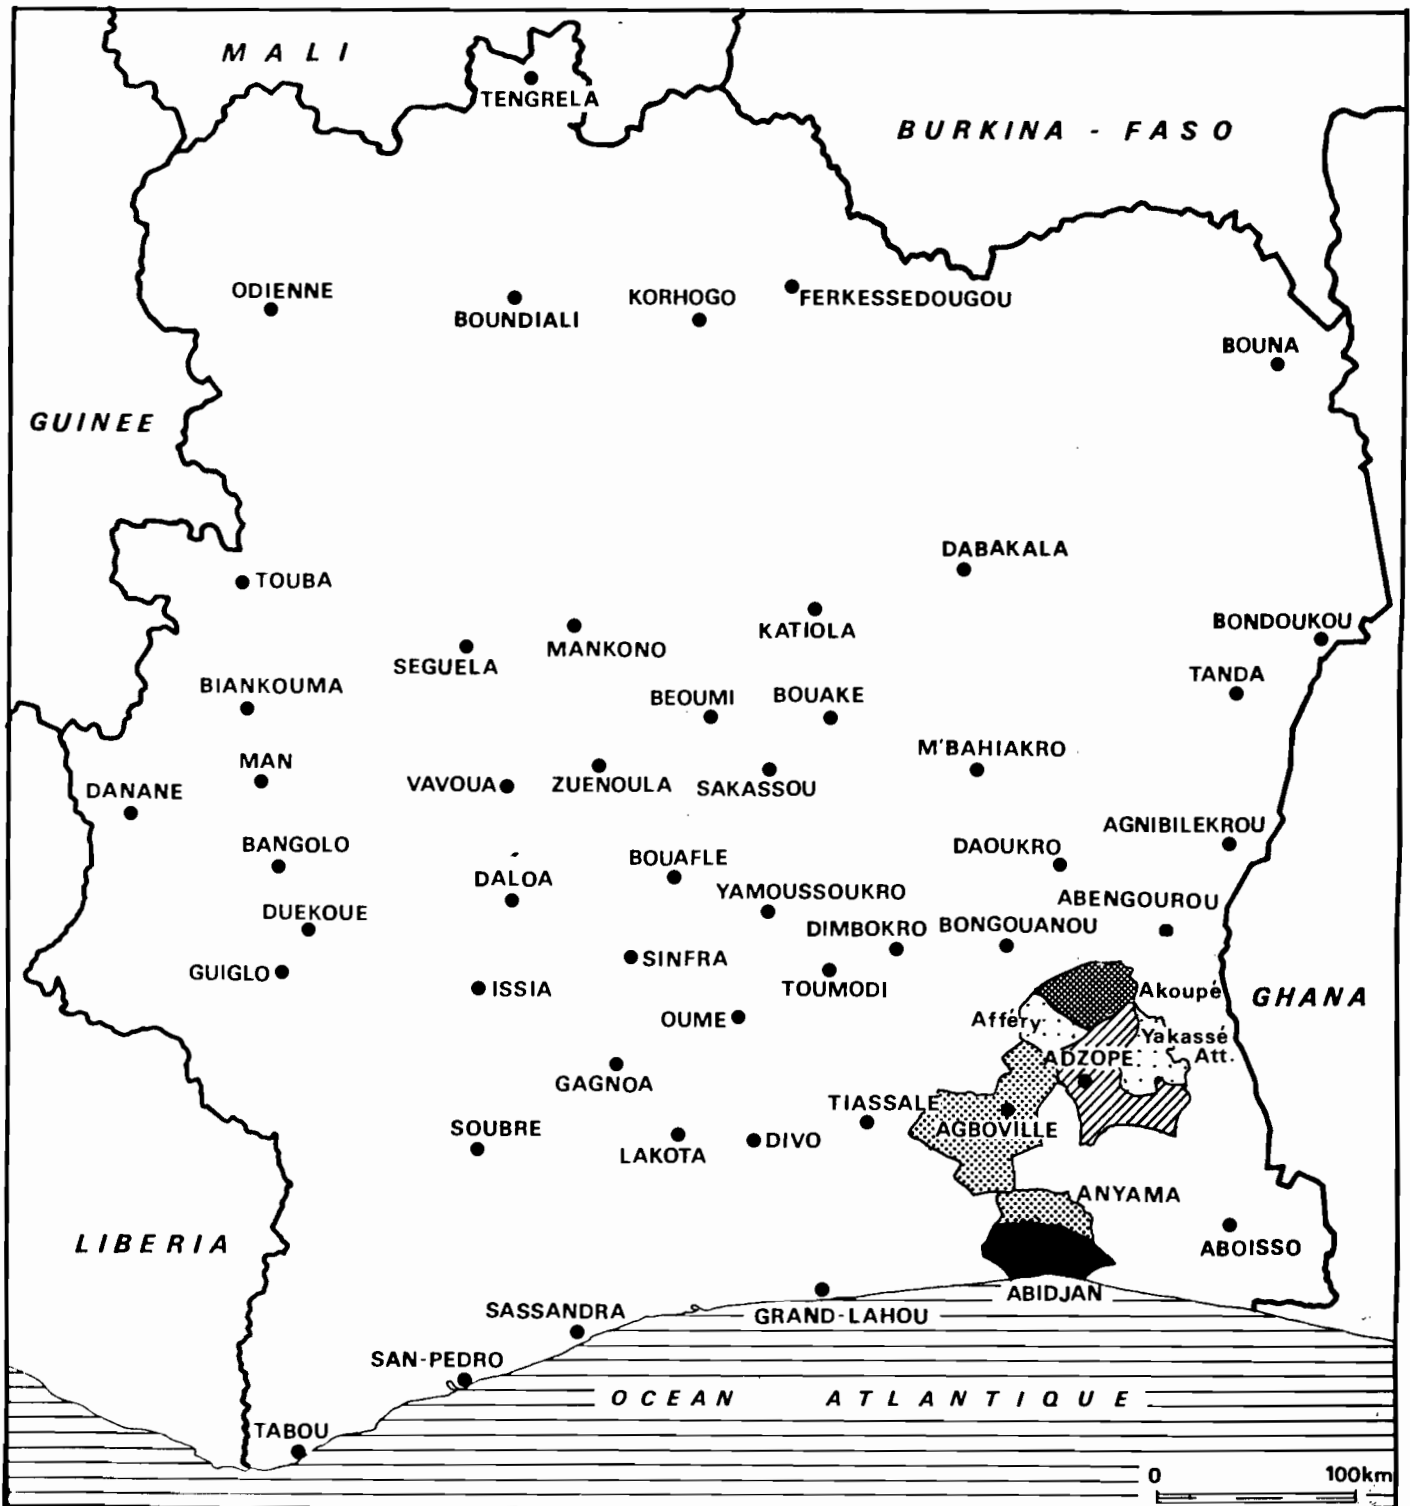 MALI
TENGRELA
BURKINA - FASO
ODIENNE
BOUNDIALI
KORHOGO
FERKESSEDOUGOU
BOUNA
GUINEE
DABAKALA
TOUBA
KATIOLA
BONDOUKOU
MANKONO
SEGUELA
TANDA
BIANKOUMA
BEOUMI
BOUAKE
M'BAHIAKRO
MAN
DANANE
VAVOUA
ZUENOULA
SAKASSOU
AGNIBILEKROU
BANGOLO
DAOUKRO
BOUAFLE
DALOA
YAMOUSSOUKRO
ABENGOUROU
DUEKOUE
DIMBOKRO
BONGOUANOU
SINFRA
GUIGLO
ISSIA
TOUMODI
Akoupé
GHANA
OUME
Afféry
Yakassé
Att.
ADZOPE
GAGNOA
TIASSALE
SOUBRE
AGBOVILLE
LAKOTA
DIVO
ANYAMA
LIBERIA
ABOISSO
ABIDJAN
SASSANDRA
GRAND-LAHOU
SAN-PEDRO
OCEAN ATLANTIQUE
TABOU
0 100km